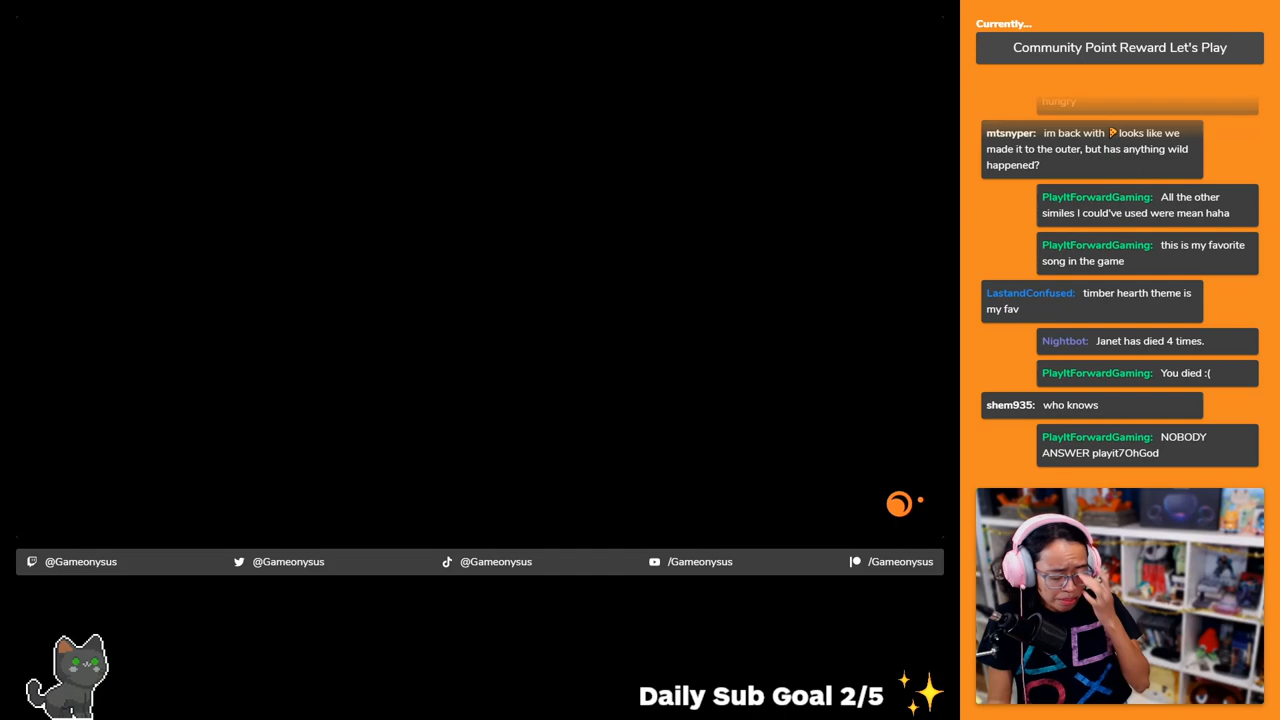 Currently...
Community Point Reward Let's Play
hungry
mtsnyper: im back with 🍕 looks like we
made it to the outer, but has anything wild
happened?
PlayItForwardGaming: All the other
similes I could've used were mean haha
PlayItForwardGaming: this is my favorite
song in the game
LastandConfused: timber hearth theme is
my fav
Nightbot: Janet has died 4 times.
PlayItForwardGaming: You died :(
shem935: who knows
PlayItForwardGaming: NOBODY
ANSWER playit7OhGod
@Gameonysus
@Gameonysus
@Gameonysus
/Gameonysus
/Gameonysus
Daily Sub Goal 2/5